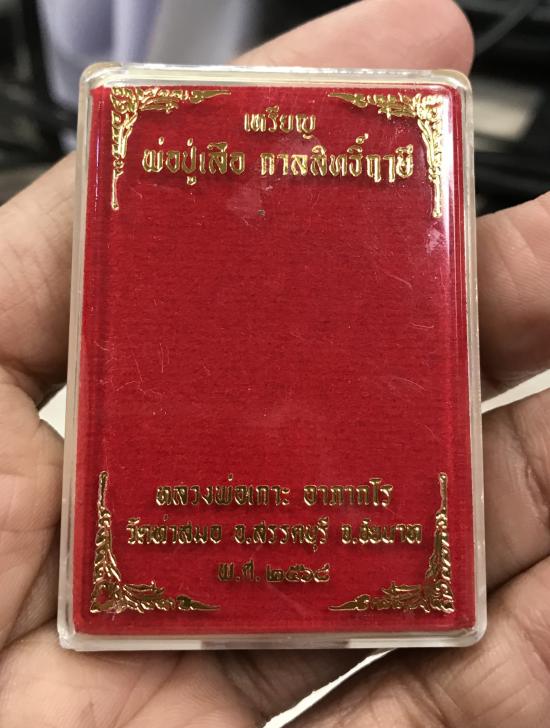 เหรียญ
พ่อปู่เสือ กาลสิทธิ์ฤาษี
หลวงพ่อเกาะ อาภากโร
วัดท่าสมอ อ.สรรคบุรี จ.ชัยนาท
พ.ศ. ๒๕๖๘